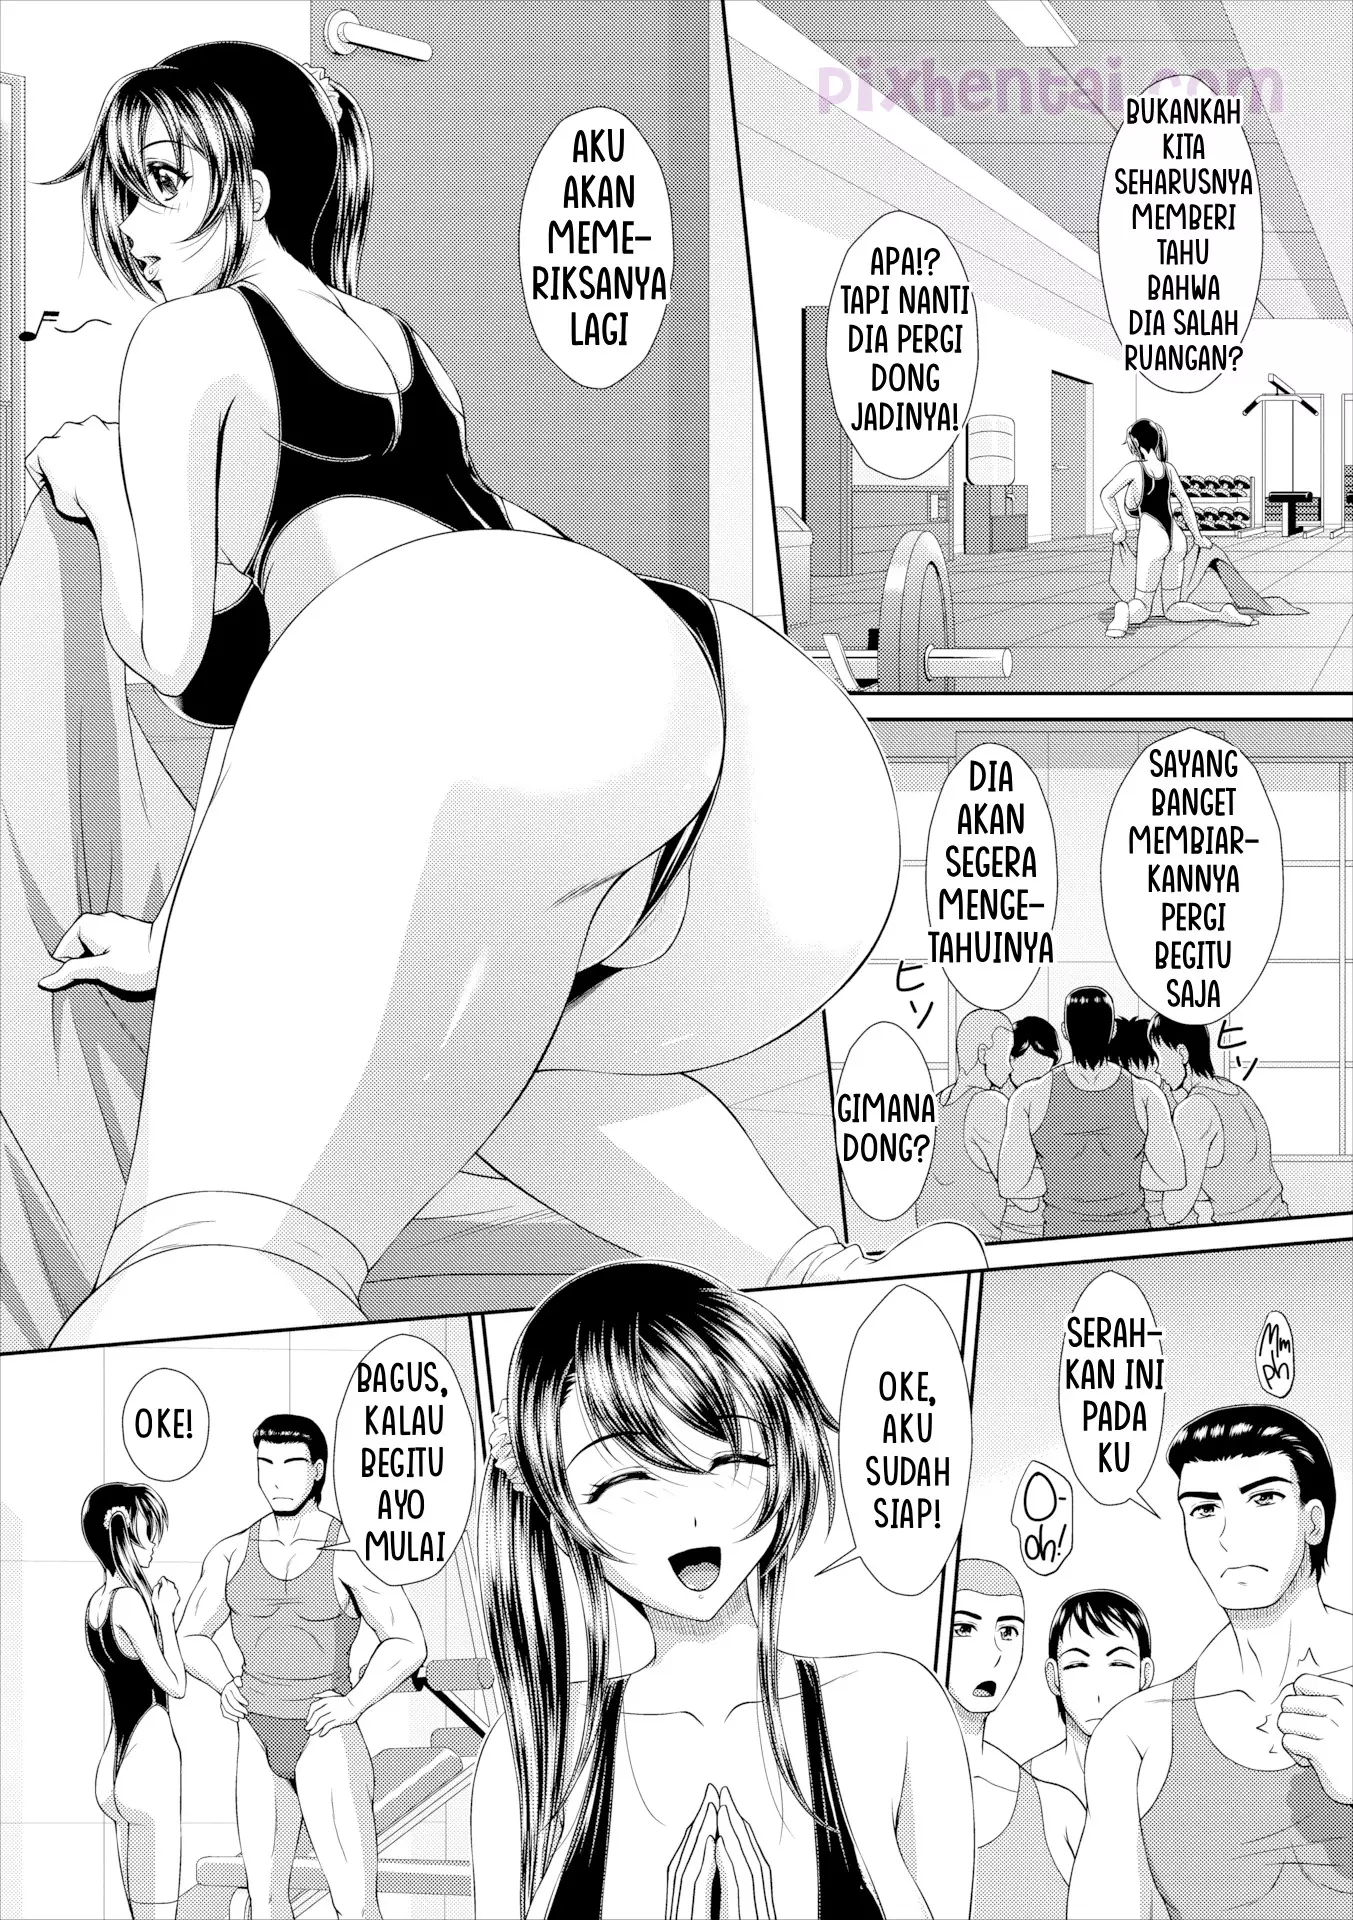 pixhentai.com
BUKANKAH
KITA
SEHARUSNYA
MEMBERI
TAHU
BAHWA
DIA SALAH
RUANGAN?
APA!?
TAPI NANTI
DIA PERGI
DONG
JADINYA!
AKU
AKAN
MEME-
RIKSANYA
LAGI
SAYANG
BANGET
MEMBIAR-
KANNYA
PERGI
BEGITU
SAJA
DIA
AKAN
SEGERA
MENGE-
TAHUINYA
ヒソ
ヒソ
GIMANA
DONG?
SERAH-
KAN INI
PADA
KU
Mm
ph
O-
oh!
OKE,
AKU
SUDAH
SIAP!
BAGUS,
KALAU
BEGITU
AYO
MULAI
OKE!